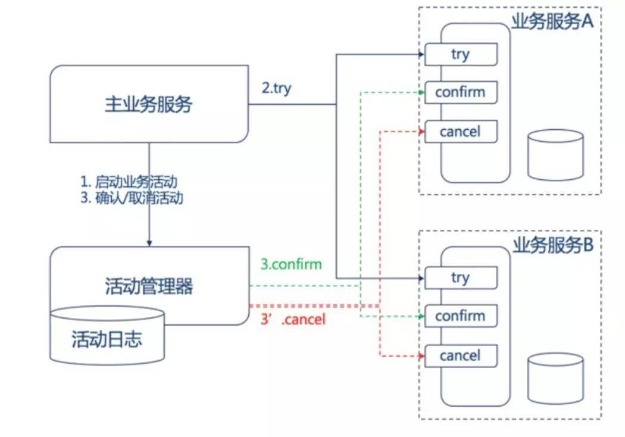 业务服务A
try
主业务服务
2.try
confirm
cancel
1. 启动业务活动
3. 确认/取消活动
业务服务B
3.confirm
try
活动管理器
3’.cancel
confirm
活动日志
cancel